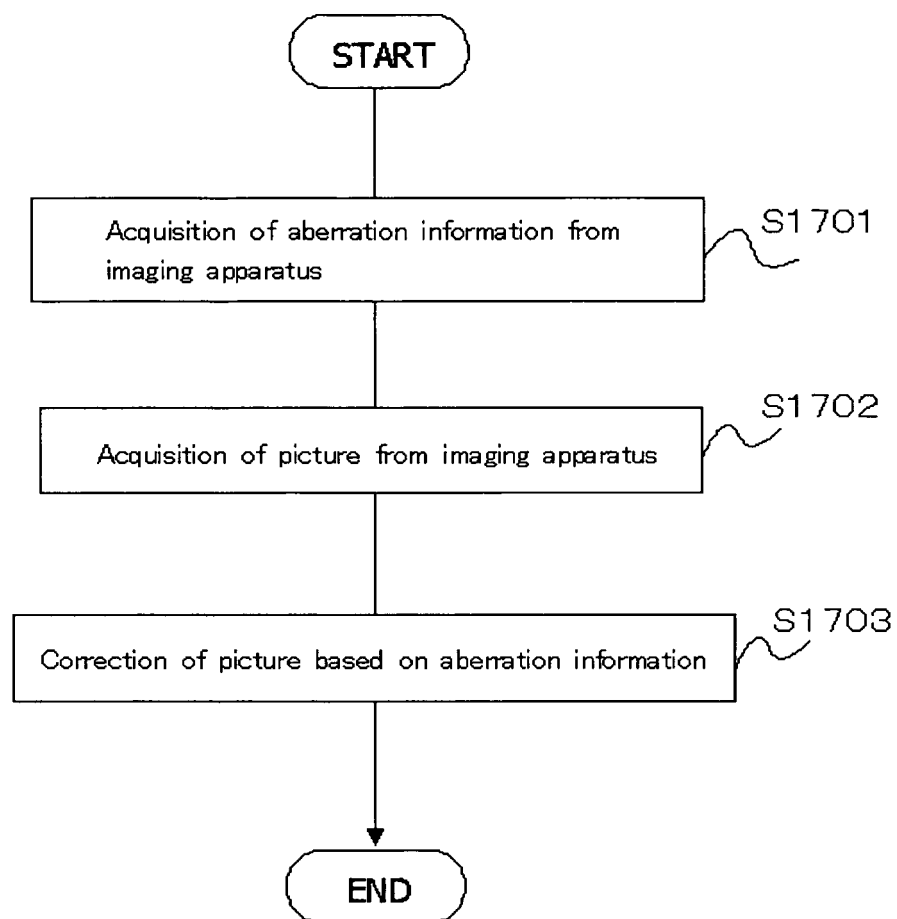 START
Acquisition of aberration information from
imaging apparatus
S1701
Acquisition of picture from imaging apparatus
S1702
Correction of picture based on aberration information
S1703
END